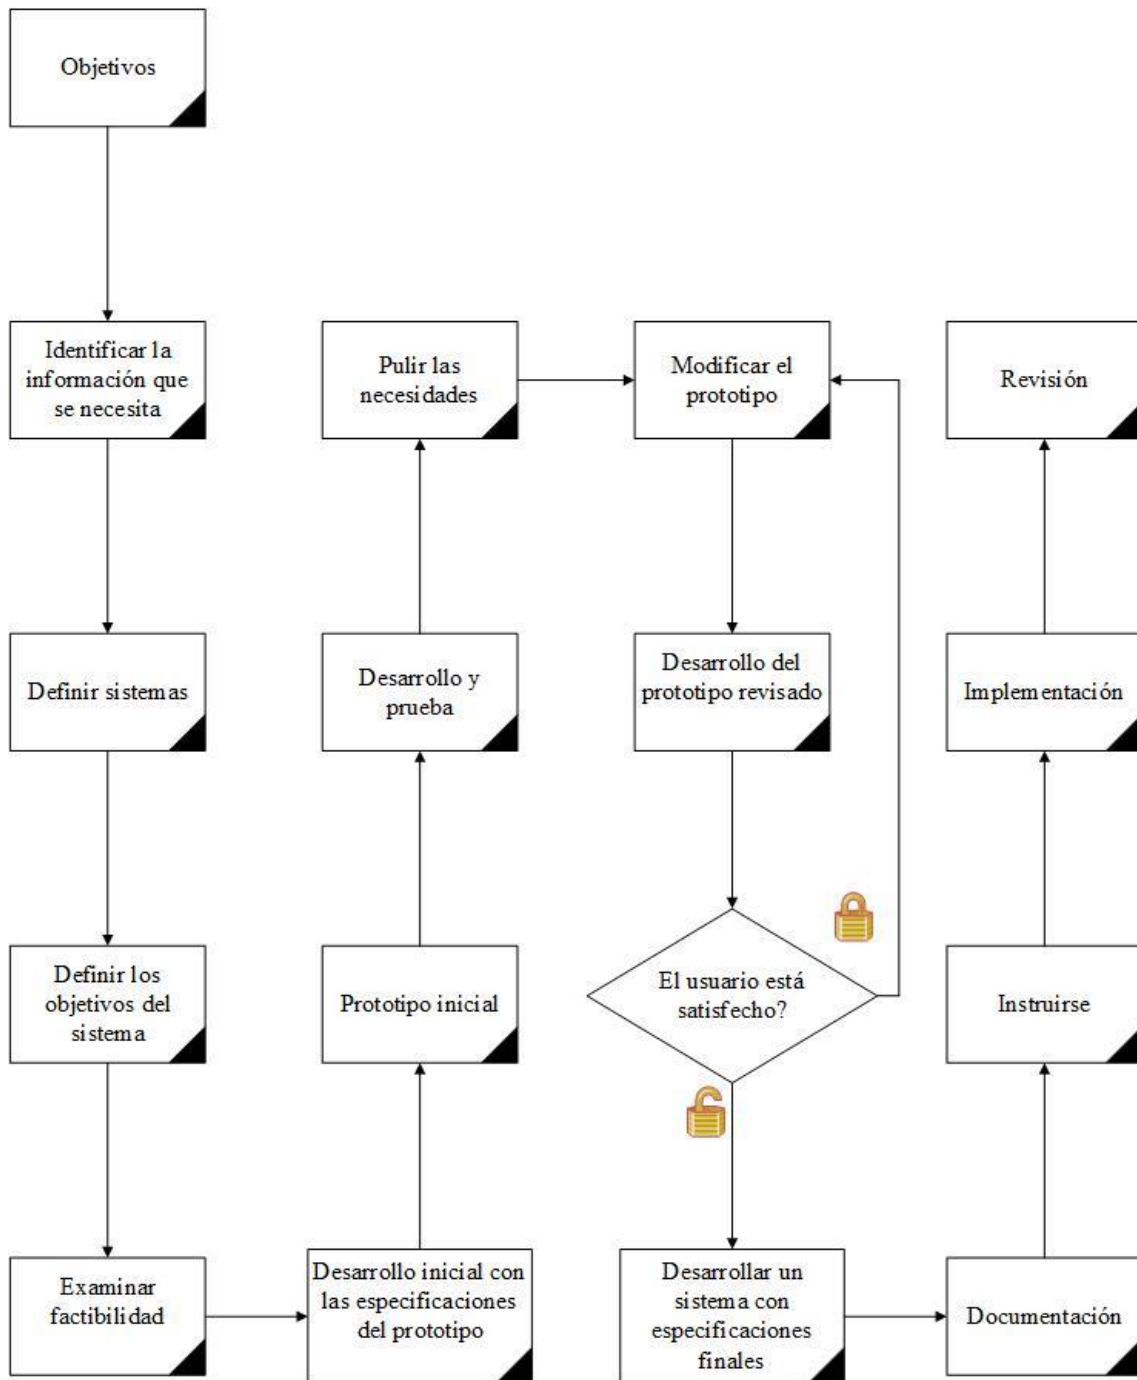 Objetivos
Identificar la
información que
se necesita
Definir sistemas
Definir los
objetivos del
sistema
Examinar
factibilidad
Desarrollo inicial con
las especificaciones
del prototipo
Prototipo inicial
Desarrollo y
prueba
Pulir las
necesidades
Modificar el
prototipo
Desarrollo del
prototipo revisado
El usuario está
satisfecho?
Desarrollar un
sistema con
especificaciones
finales
Documentación
Instruirse
Implementación
Revisión